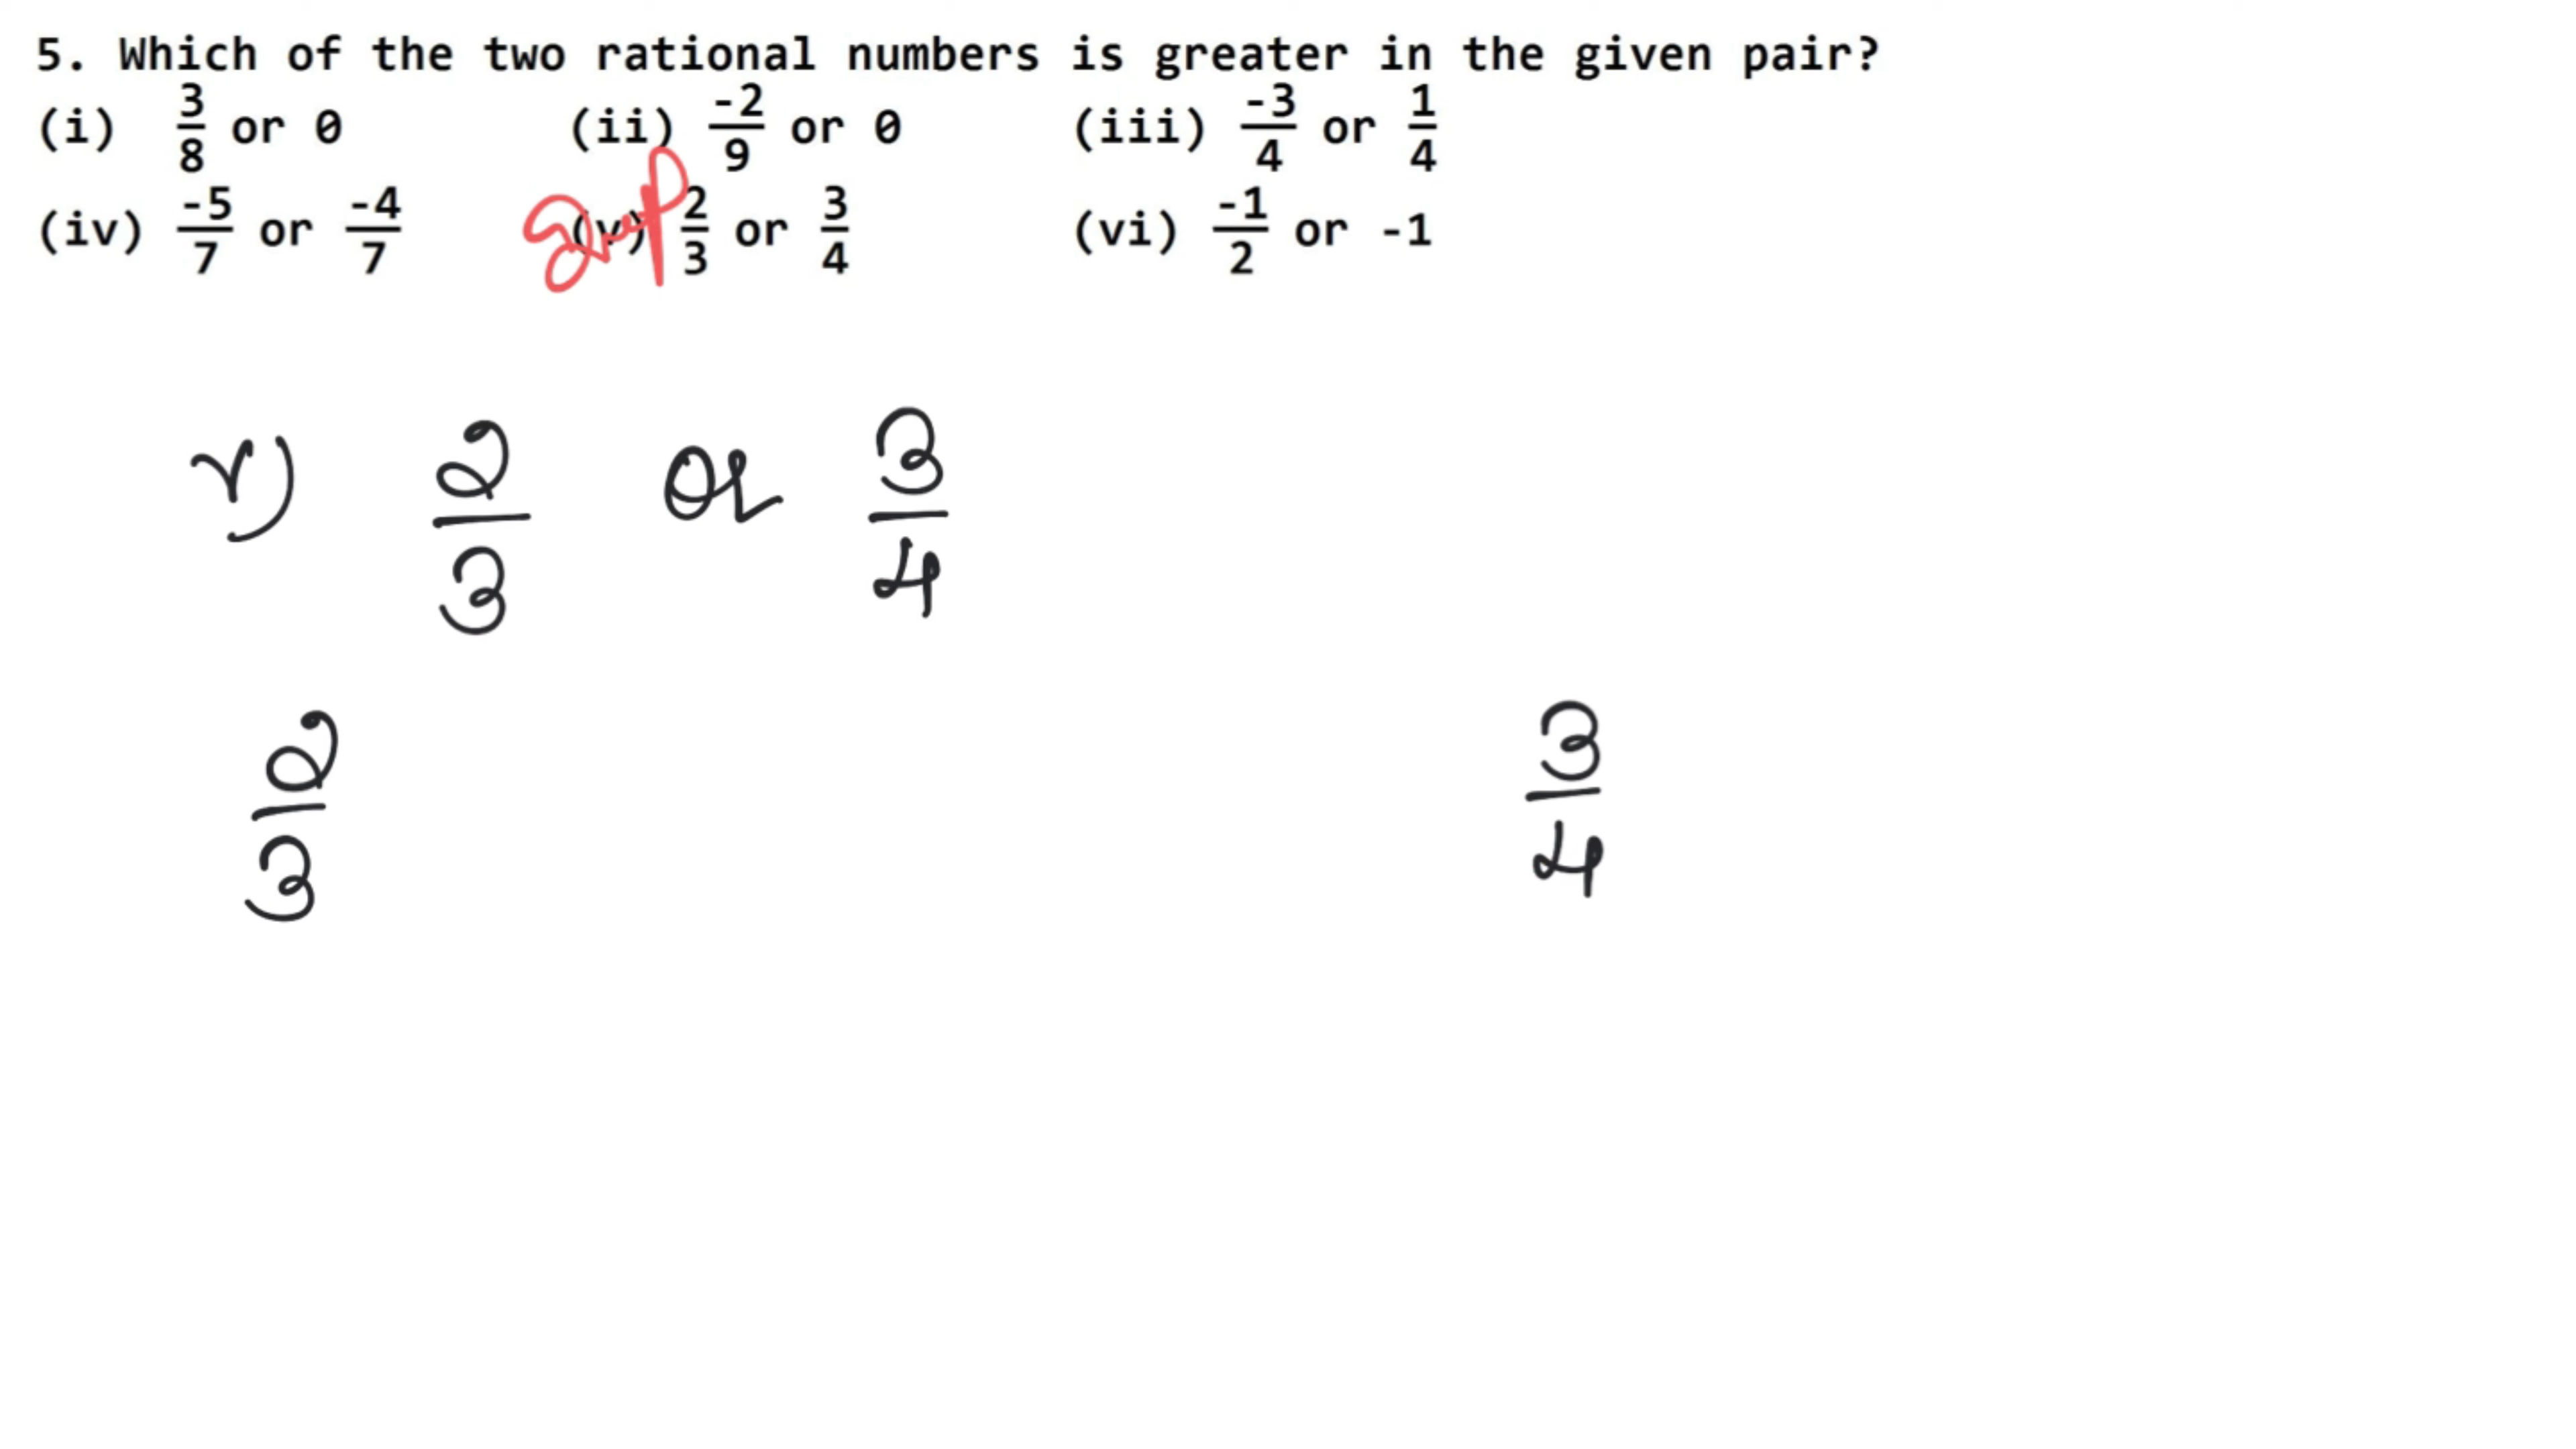 5. Which of the two rational numbers is greater in the given pair?
(i) 3/8 or 0 (ii) -2/9 or 0 (iii) -3/4 or 1/4
(iv) -5/7 or -4/7 Imp (v) 2/3 or 3/4 (vi) -1/2 or -1
v) 2/3 or 3/4
2/3 3/4